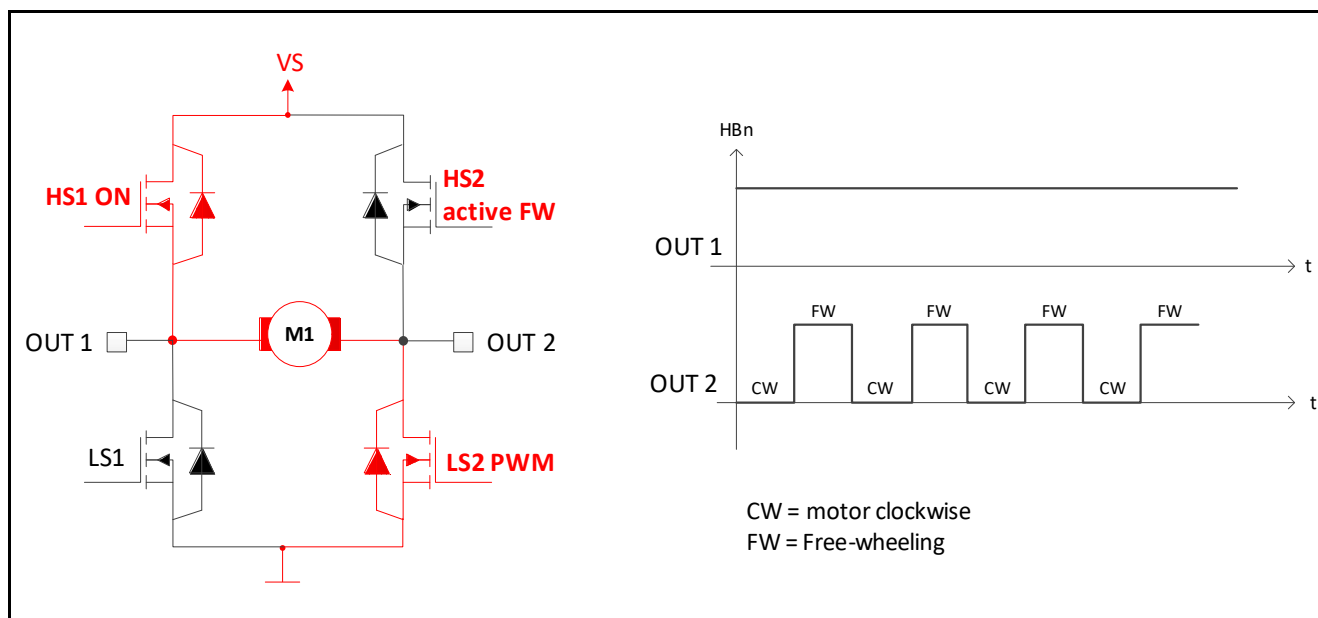 VS
HS1 ON
HS2
active FW
OUT 1
M1
OUT 2
LS1
LS2 PWM
HBn
OUT 1
t
FW
FW
FW
FW
OUT 2
CW
CW
CW
CW
t
CW = motor clockwise
FW = Free-wheeling